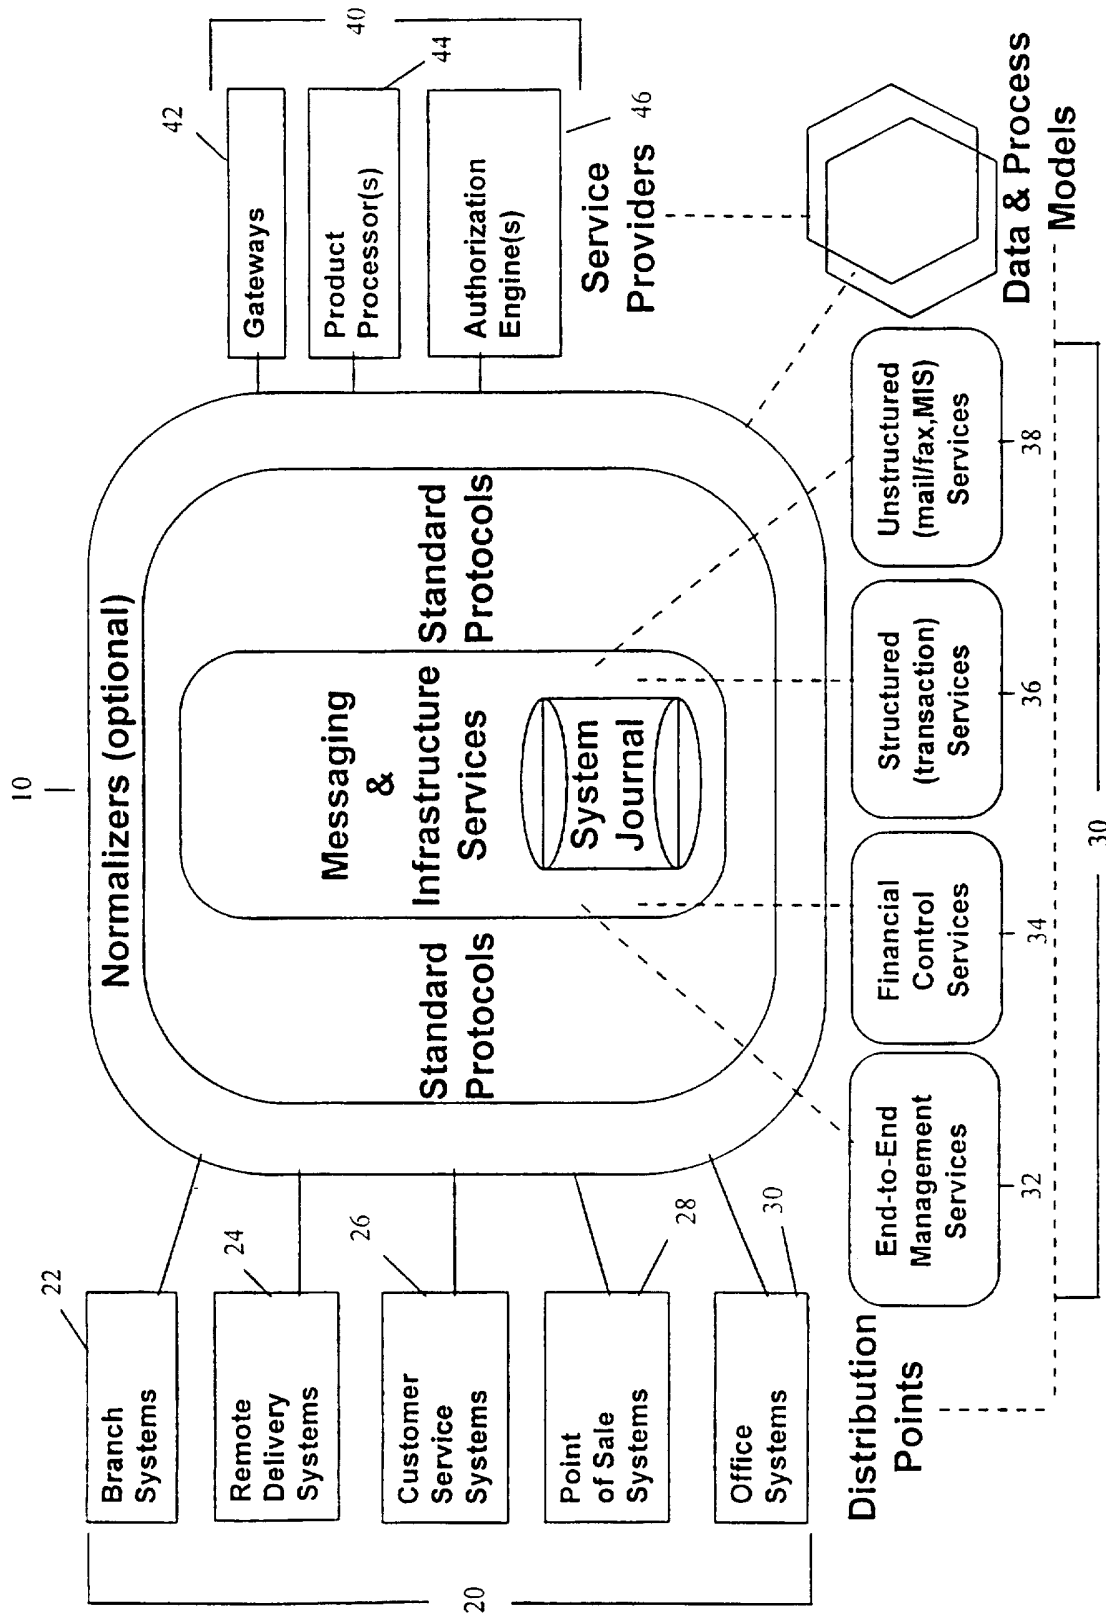 10
Normalizers (optional)
20
22
Branch
Systems
24
Remote
Delivery
Systems
26
Customer
Service
Systems
28
Point
of Sale
Systems
30
Office
Systems
Distribution
Points
Standard
Protocols
Messaging
&
Infrastructure
Services
System
Journal
Standard
Protocols
40
42
Gateways
44
Product
Processor(s)
Authorization
Engine(s)
46
Service
Providers
Data & Process
Models
End-to-End
Management
Services
32
Financial
Control
Services
34
Structured
(transaction)
Services
36
Unstructured
(mail/fax,MIS)
Services
38
30